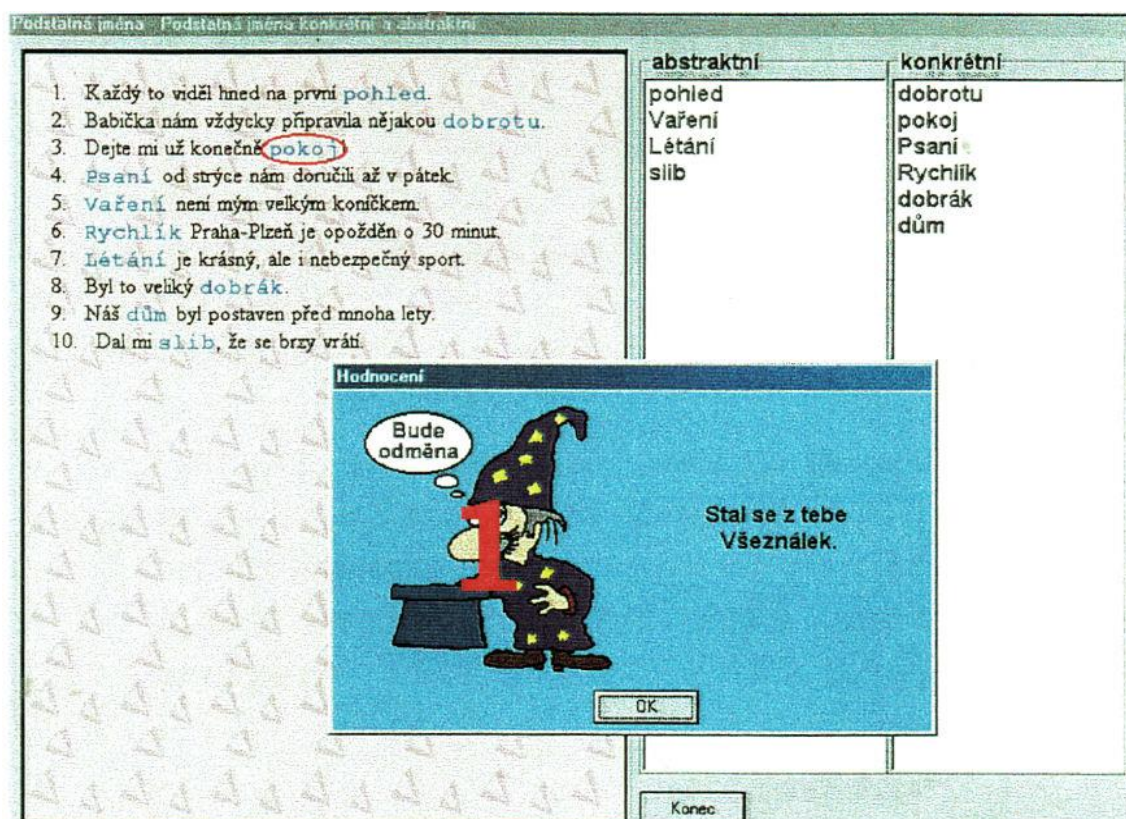 Podstatná jména - Podstatná jména konkrétní a abstraktní
1. Každý to viděl hned na první pohled.
2. Babička nám vždycky připravila nějakou dobrotu.
3. Dejte mi už konečně pokoj!
4. Psaní od strýce nám doručili až v pátek.
5. Vaření není mým velkým koníčkem.
6. Rychlík Praha-Plzeň je opožděn o 30 minut.
7. Létání je krásný, ale i nebezpečný sport.
8. Byl to veliký dobrák.
9. Náš dům byl postaven před mnoha lety.
10. Dal mi slib, že se brzy vrátí.
abstraktní
pohled
Vaření
Létání
slib
konkrétní
dobrotu
pokoj
Psaní
Rychlík
dobrák
dům
Hodnocení
Bude
odměna
1
Stal se z tebe
Všeználek.
OK
Konec